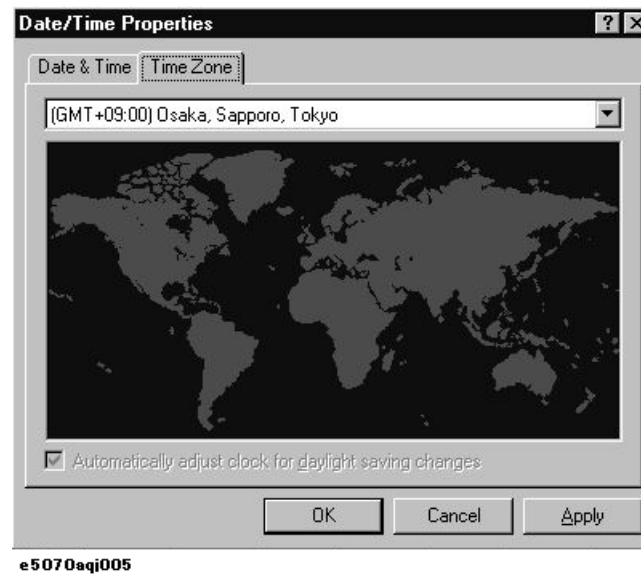 Date/Time Properties
Date & Time
Time Zone
(GMT+09:00) Osaka, Sapporo, Tokyo
Automatically adjust clock for daylight saving changes
OK
Cancel
Apply
e5070aqj005